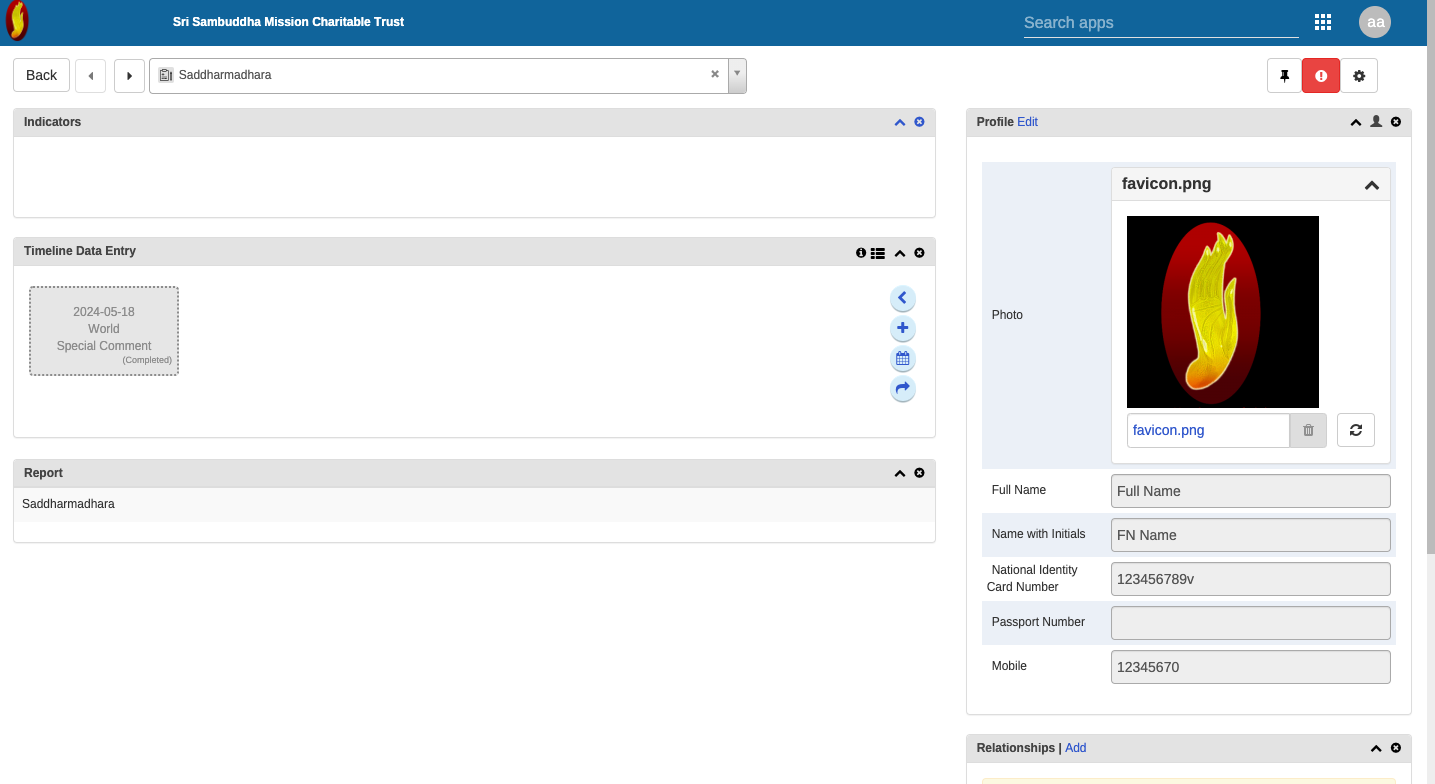 Sri Sambuddha Mission Charitable Trust
Search apps
aa
Back
Saddharmadhara
Indicators
Timeline Data Entry
2024-05-18
World
Special Comment
(Completed)
Report
Saddharmadhara
Profile Edit
Photo
favicon.png
favicon.png
Full Name
Full Name
Name with Initials
FN Name
National Identity
Card Number
123456789v
Passport Number
Mobile
12345670
Relationships | Add